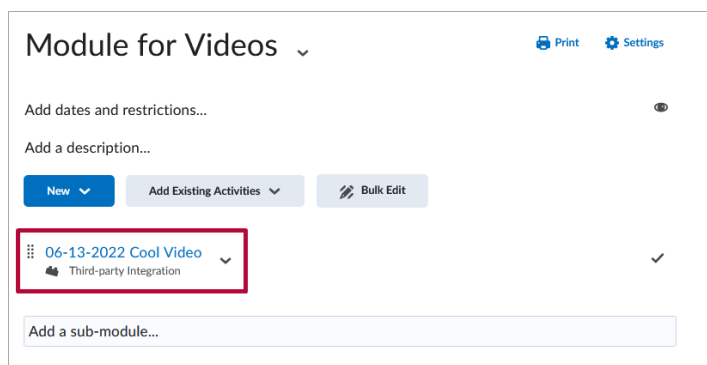 Module for Videos
Print
Settings
Add dates and restrictions...
Add a description...
New
Add Existing Activities
Bulk Edit
06-13-2022 Cool Video
Third-party Integration
Add a sub-module...